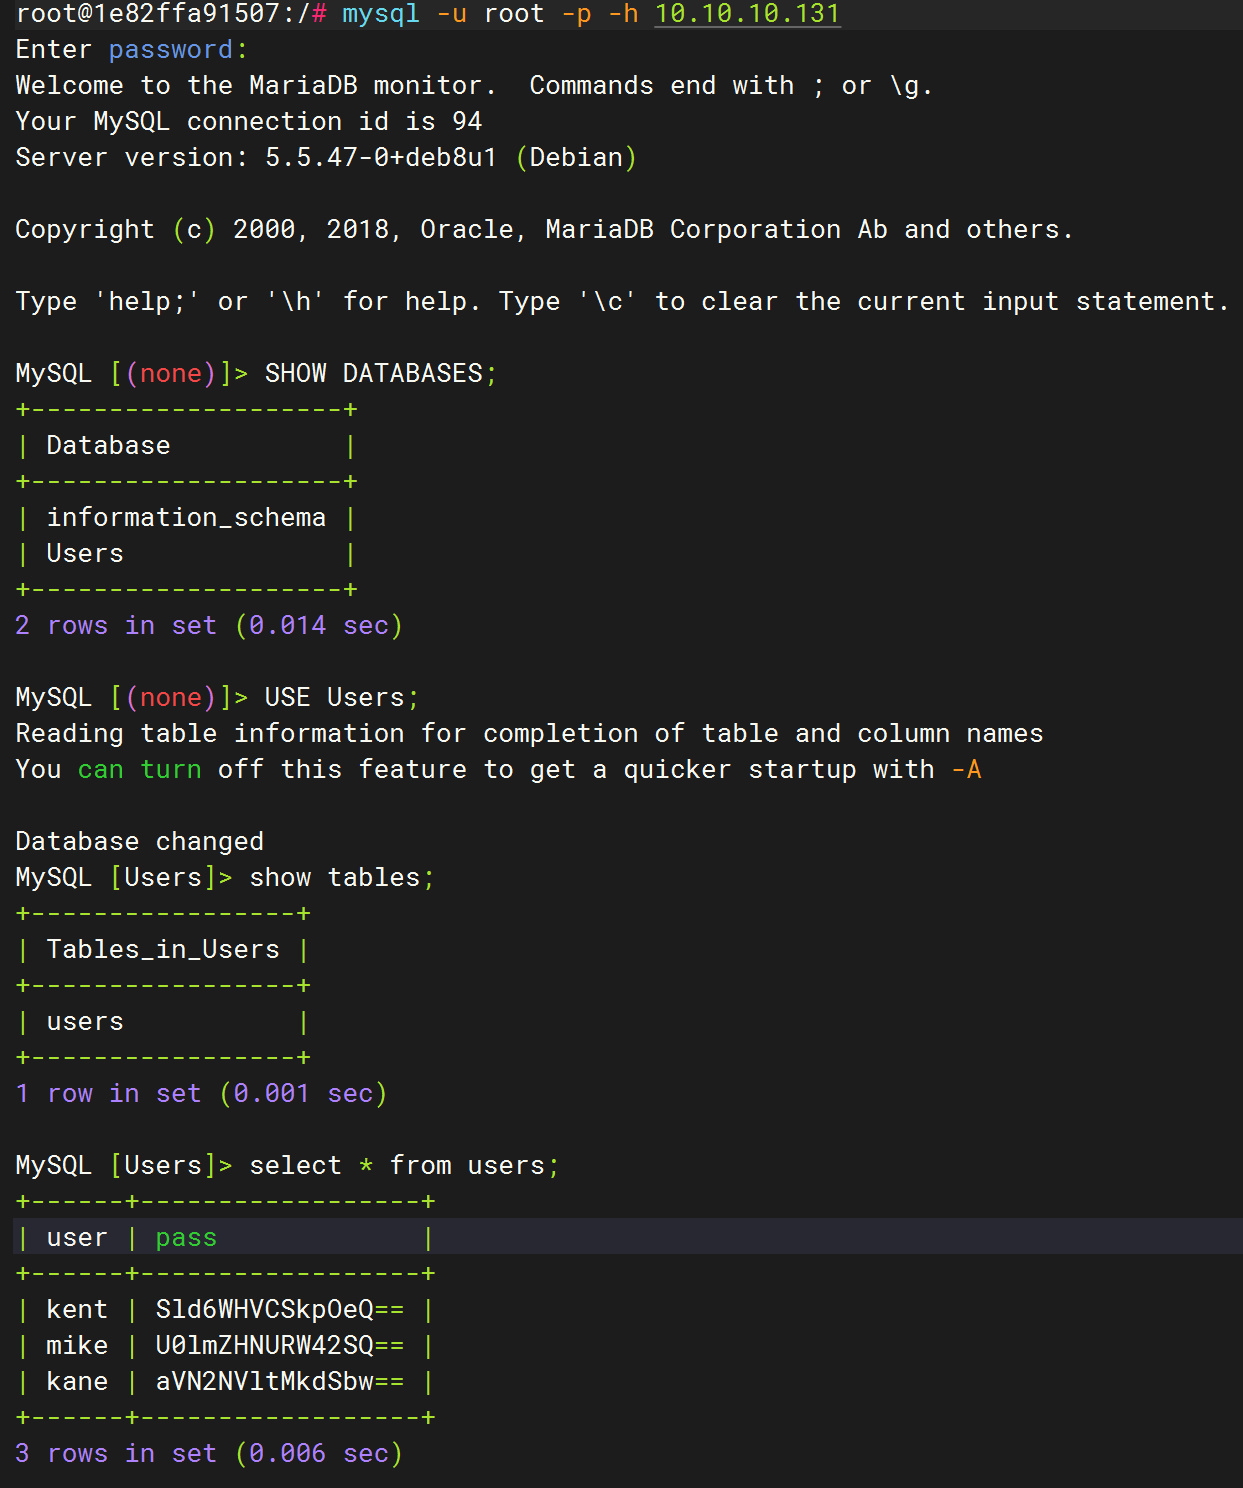 root@1e82ffa91507:/# mysql -u root -p -h 10.10.10.131
Enter password:
Welcome to the MariaDB monitor.  Commands end with ; or \g.
Your MySQL connection id is 94
Server version: 5.5.47-0+deb8u1 (Debian)

Copyright (c) 2000, 2018, Oracle, MariaDB Corporation Ab and others.

Type 'help;' or '\h' for help. Type '\c' to clear the current input statement.

MySQL [(none)]> SHOW DATABASES;
+--------------------+
| Database           |
+--------------------+
| information_schema |
| Users              |
+--------------------+
2 rows in set (0.014 sec)

MySQL [(none)]> USE Users;
Reading table information for completion of table and column names
You can turn off this feature to get a quicker startup with -A

Database changed
MySQL [Users]> show tables;
+-----------------+
| Tables_in_Users |
+-----------------+
| users           |
+-----------------+
1 row in set (0.001 sec)

MySQL [Users]> select * from users;
+------+------------------+
| user | pass             |
+------+------------------+
| kent | Sld6WHVCSkpOeQ== |
| mike | U0lmZHNURW42SQ== |
| kane | aVN2NVltMkdSbw== |
+------+------------------+
3 rows in set (0.006 sec)